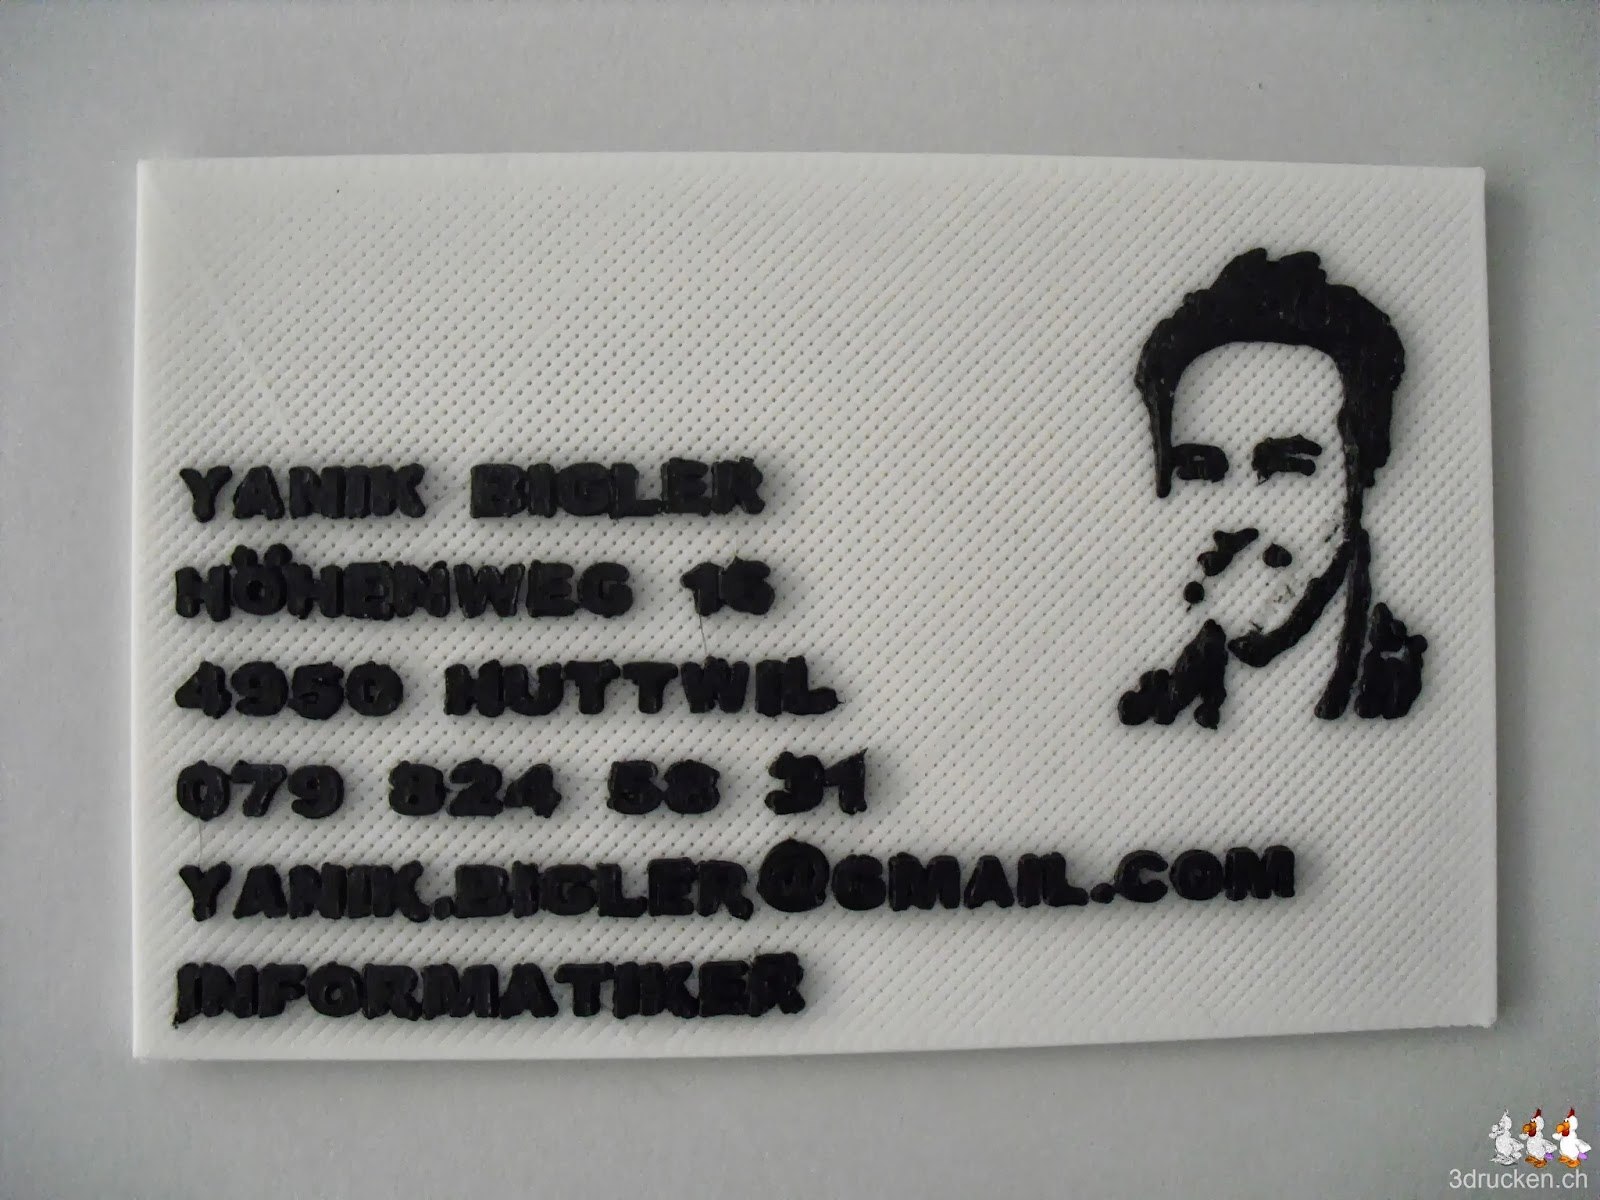 YANIK BIGLER
HÖHENWEG 16
4950 HUTTWIL
079 824 58 31
YANIK.BIGLER@GMAIL.COM
INFORMATIKER
3drucken.ch